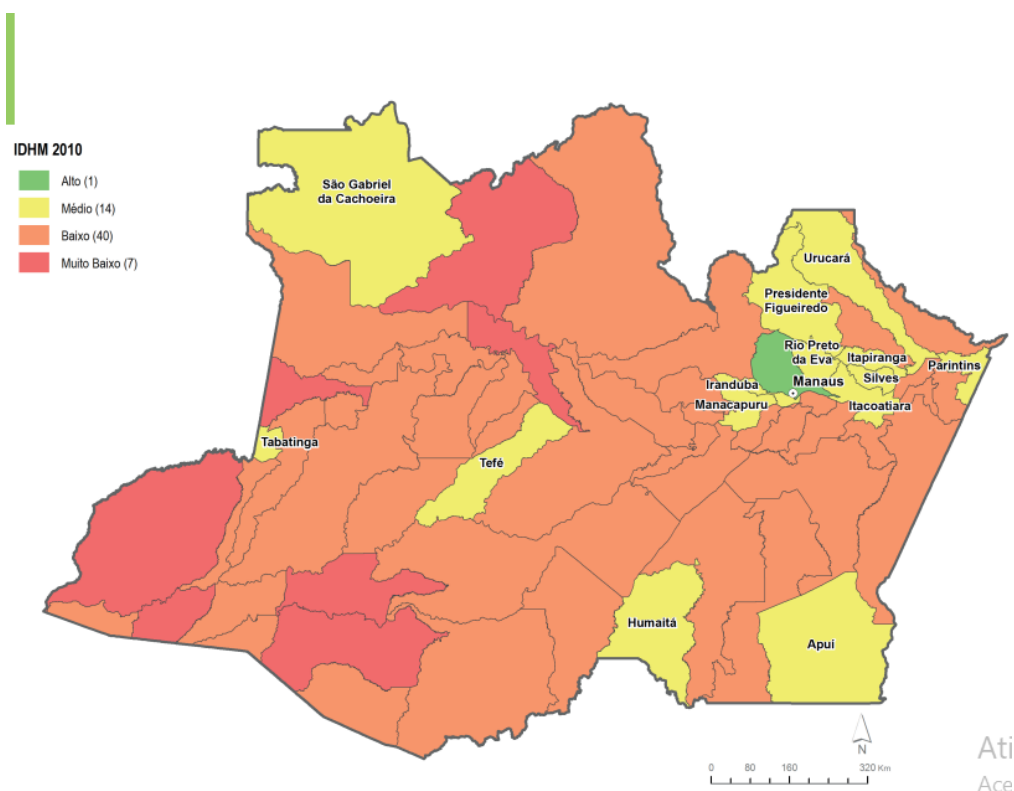 IDHM 2010
Alto (1)
Médio (14)
Baixo (40)
Muito Baixo (7)
São Gabriel
da Cachoeira
Urucará
Presidente
Figueiredo
Rio Preto
da Eva
Itapiranga
Parintins
Silves
Iranduba
Manaus
Manacapuru
Itacoatiara
Tabatinga
Tefé
Humaitá
Apuí
N
0 80 160 320 Km
Ati
Ace